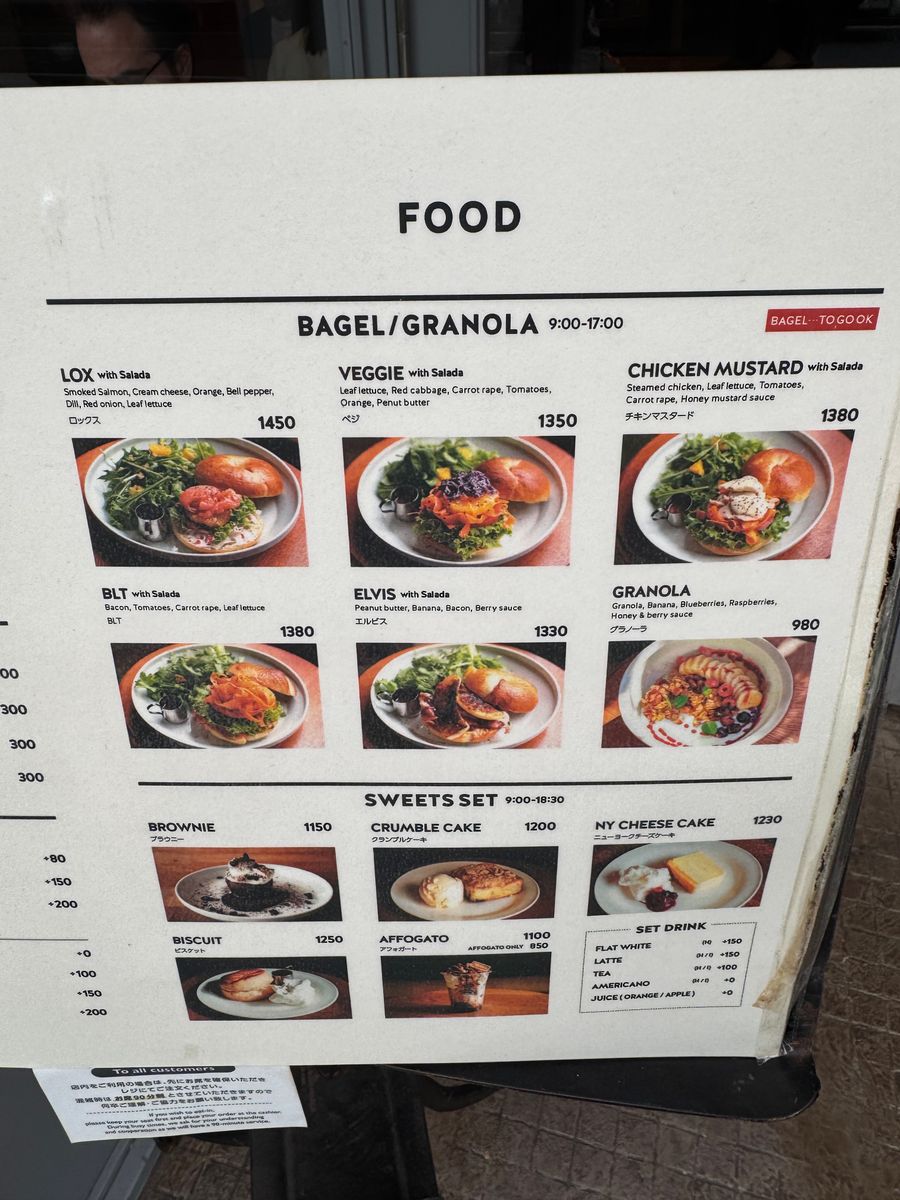 FOOD
BAGEL/GRANOLA 9:00-17:00
BAGEL···TO GO OK
LOX with Salada
Smoked Salmon, Cream cheese, Orange, Bell pepper,
Dill, Red onion, Leaf lettuce
ロックス 1450
VEGGIE with Salada
Leaf lettuce, Red cabbage, Carrot rape, Tomatoes,
Orange, Penut butter
ベジ 1350
CHICKEN MUSTARD with Salada
Steamed chicken, Leaf lettuce, Tomatoes,
Carrot rape, Honey mustard sauce
チキンマスタード 1380
BLT with Salada
Bacon, Tomatoes, Carrot rape, Leaf lettuce
BLT
1380
ELVIS with Salada
Peanut butter, Banana, Bacon, Berry sauce
エルビス
1330
GRANOLA
Granola, Banana, Blueberries, Raspberries,
Honey & berry sauce
グラノーラ 980
SWEETS SET 9:00-18:30
BROWNIE 1150
ブラウニー
CRUMBLE CAKE 1200
クランブルケーキ
NY CHEESE CAKE 1230
ニューヨークチーズケーキ
BISCUIT 1250
ビスケット
AFFOGATO 1100
アフォガート AFFOGATO ONLY 850
SET DRINK
FLAT WHITE (H) +150
LATTE (H / I) +150
TEA (H / I) +100
AMERICANO (H / I) +0
JUICE ( ORANGE / APPLE ) +0
00
300
300
300
+80
+150
+200
+0
+100
+150
+200
To all customers
店内をご利用の場合は、先にお席を確保いただき
レジにてご注文ください。
混雑時はお席90分制とさせていただきますので
何卒ご理解・ご協力をお願い致します。
If you wish to eat-in,
please keep your seat first and place your order at the cashier.
During busy times, we ask for your understanding
and cooperation as we will have a 90-minute service.